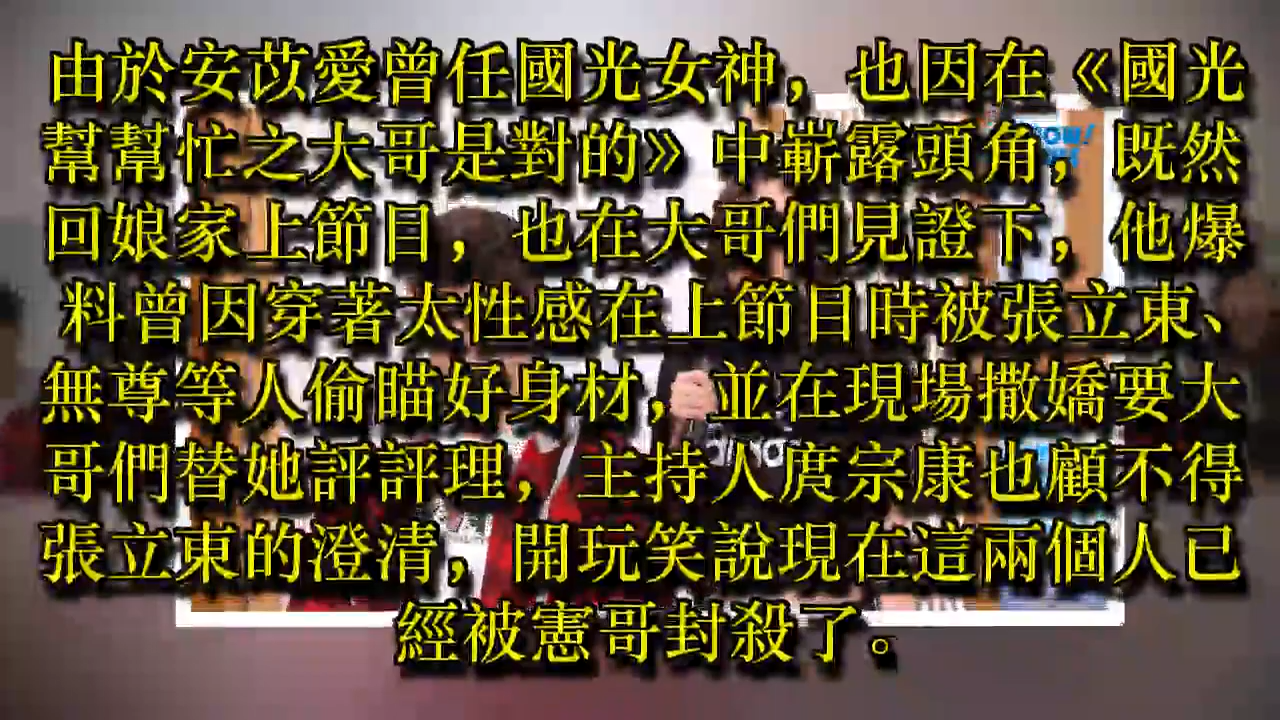 由於安苡愛曾任國光女神，也因在《國光
幫幫忙之大哥是對的》中嶄露頭角，既然
回娘家上節目，也在大哥們見證下，他爆
料曾因穿著太性感在上節目時被張立東、
無尊等人偷瞄好身材，並在現場撒嬌要大
哥們替她評評理，主持人庹宗康也顧不得
張立東的澄清，開玩笑說現在這兩個人已
經被憲哥封殺了。